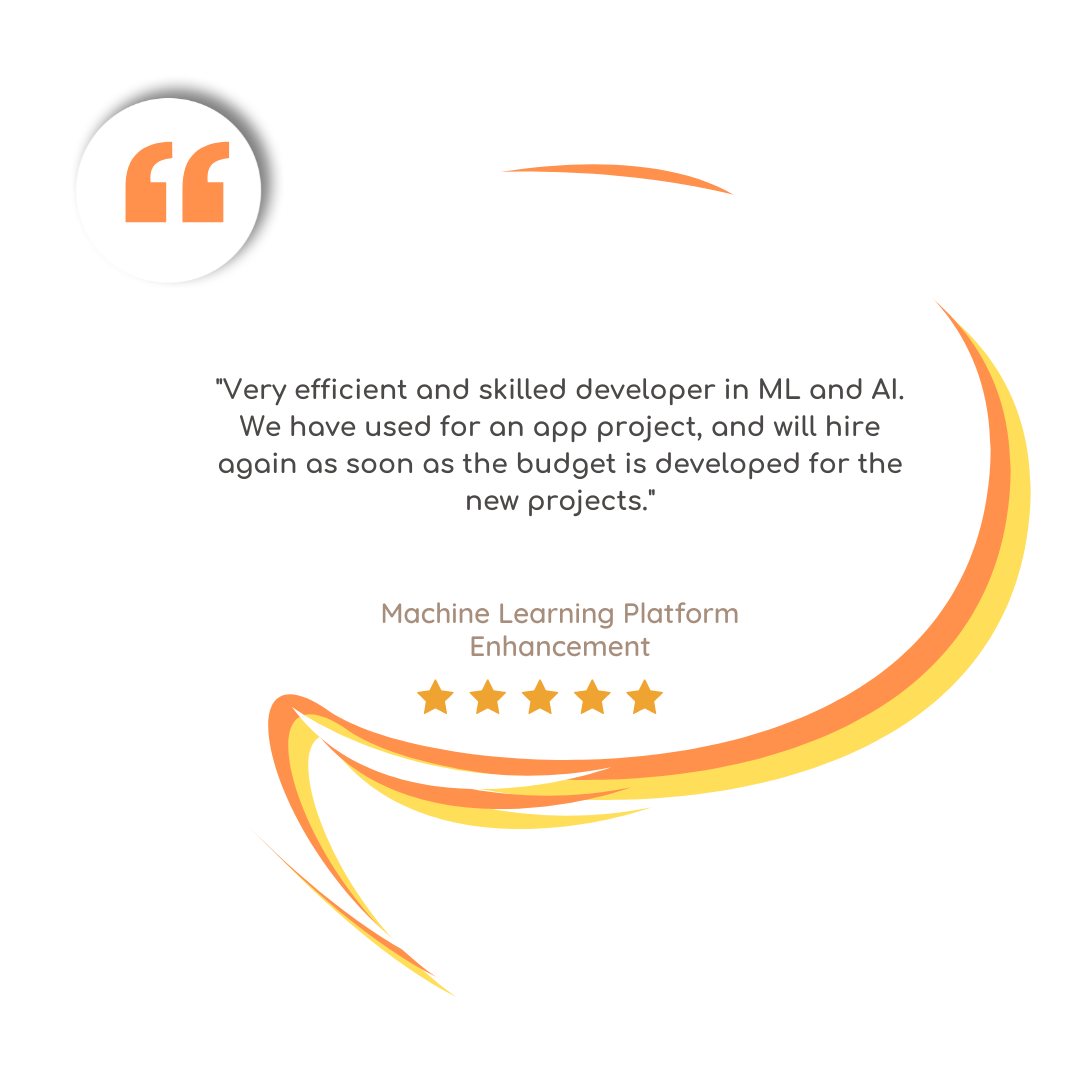 "Very efficient and skilled developer in ML and AI.
We have used for an app project, and will hire
again as soon as the budget is developed for the
new projects."
Machine Learning Platform
Enhancement